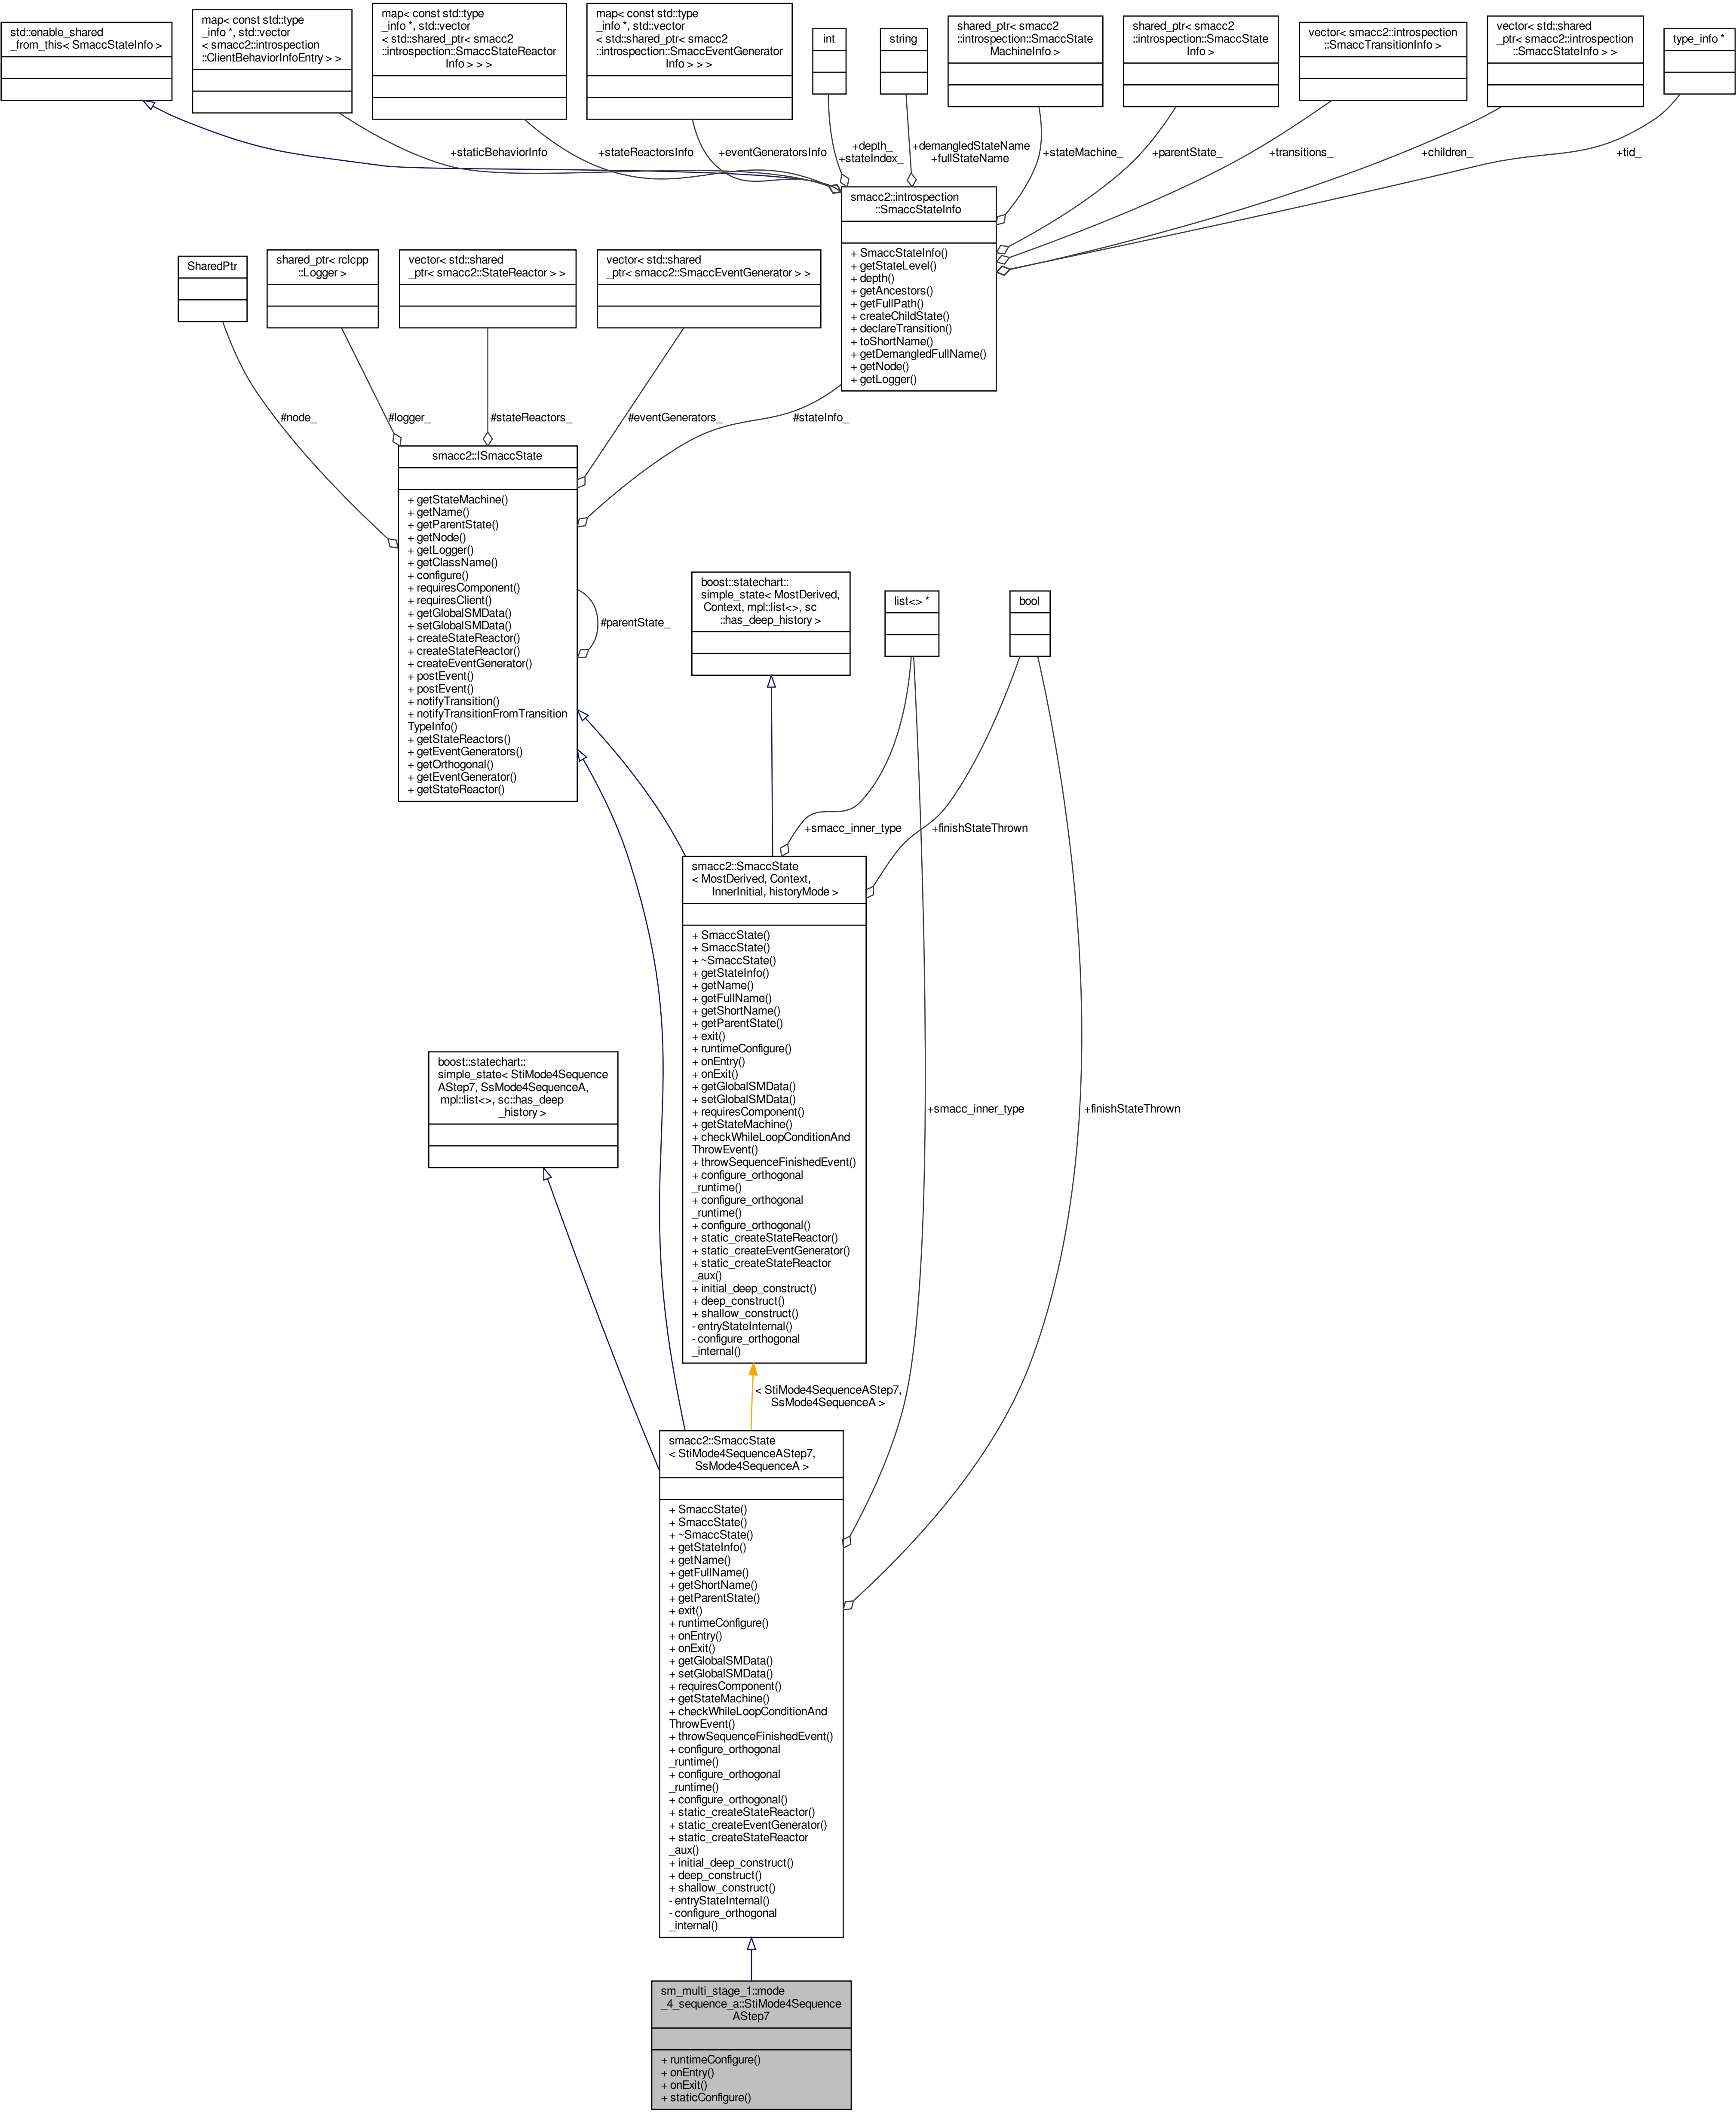 std::enable_shared
_from_this< SmaccStateInfo >
map< const std::type
_info *, std::vector
< smacc2::introspection
::ClientBehaviorInfoEntry > >
map< const std::type
_info *, std::vector
< std::shared_ptr< smacc2
::introspection::SmaccStateReactor
Info > > >
map< const std::type
_info *, std::vector
< std::shared_ptr< smacc2
::introspection::SmaccEventGenerator
Info > > >
int
string
shared_ptr< smacc2
::introspection::SmaccState
MachineInfo >
shared_ptr< smacc2
::introspection::SmaccState
Info >
vector< smacc2::introspection
::SmaccTransitionInfo >
vector< std::shared
_ptr< smacc2::introspection
::SmaccStateInfo > >
type_info *
+staticBehaviorInfo
+stateReactorsInfo
+eventGeneratorsInfo
+depth_
+stateIndex_
+demangledStateName
+fullStateName
+stateMachine_
+parentState_
+transitions_
+children_
+tid_
smacc2::introspection
::SmaccStateInfo
+ SmaccStateInfo()
+ getStateLevel()
+ depth()
+ getAncestors()
+ getFullPath()
+ createChildState()
+ declareTransition()
+ toShortName()
+ getDemangledFullName()
+ getNode()
+ getLogger()
SharedPtr
shared_ptr< rclcpp
::Logger >
vector< std::shared
_ptr< smacc2::StateReactor > >
vector< std::shared
_ptr< smacc2::SmaccEventGenerator > >
#node_
#logger_
#stateReactors_
#eventGenerators_
#stateInfo_
smacc2::ISmaccState
+ getStateMachine()
+ getName()
+ getParentState()
+ getNode()
+ getLogger()
+ getClassName()
+ configure()
+ requiresComponent()
+ requiresClient()
+ getGlobalSMData()
+ setGlobalSMData()
+ createStateReactor()
+ createStateReactor()
+ createEventGenerator()
+ postEvent()
+ postEvent()
+ notifyTransition()
+ notifyTransitionFromTransition
TypeInfo()
+ getStateReactors()
+ getEventGenerators()
+ getOrthogonal()
+ getEventGenerator()
+ getStateReactor()
#parentState_
boost::statechart::
simple_state< MostDerived,
Context, mpl::list<>, sc
::has_deep_history >
list<> *
bool
+smacc_inner_type
+finishStateThrown
smacc2::SmaccState
< MostDerived, Context,
InnerInitial, historyMode >
+ SmaccState()
+ SmaccState()
+ ~SmaccState()
+ getStateInfo()
+ getName()
+ getFullName()
+ getShortName()
+ getParentState()
+ exit()
+ runtimeConfigure()
+ onEntry()
+ onExit()
+ getGlobalSMData()
+ setGlobalSMData()
+ requiresComponent()
+ getStateMachine()
+ checkWhileLoopConditionAnd
ThrowEvent()
+ throwSequenceFinishedEvent()
+ configure_orthogonal
_runtime()
+ configure_orthogonal
_runtime()
+ configure_orthogonal()
+ static_createStateReactor()
+ static_createEventGenerator()
+ static_createStateReactor
_aux()
+ initial_deep_construct()
+ deep_construct()
+ shallow_construct()
- entryStateInternal()
- configure_orthogonal
_internal()
boost::statechart::
simple_state< StiMode4Sequence
AStep7, SsMode4SequenceA,
mpl::list<>, sc::has_deep
_history >
+smacc_inner_type
+finishStateThrown
< StiMode4SequenceAStep7,
SsMode4SequenceA >
smacc2::SmaccState
< StiMode4SequenceAStep7,
SsMode4SequenceA >
+ SmaccState()
+ SmaccState()
+ ~SmaccState()
+ getStateInfo()
+ getName()
+ getFullName()
+ getShortName()
+ getParentState()
+ exit()
+ runtimeConfigure()
+ onEntry()
+ onExit()
+ getGlobalSMData()
+ setGlobalSMData()
+ requiresComponent()
+ getStateMachine()
+ checkWhileLoopConditionAnd
ThrowEvent()
+ throwSequenceFinishedEvent()
+ configure_orthogonal
_runtime()
+ configure_orthogonal
_runtime()
+ configure_orthogonal()
+ static_createStateReactor()
+ static_createEventGenerator()
+ static_createStateReactor
_aux()
+ initial_deep_construct()
+ deep_construct()
+ shallow_construct()
- entryStateInternal()
- configure_orthogonal
_internal()
sm_multi_stage_1::mode
_4_sequence_a::StiMode4Sequence
AStep7
+ runtimeConfigure()
+ onEntry()
+ onExit()
+ staticConfigure()